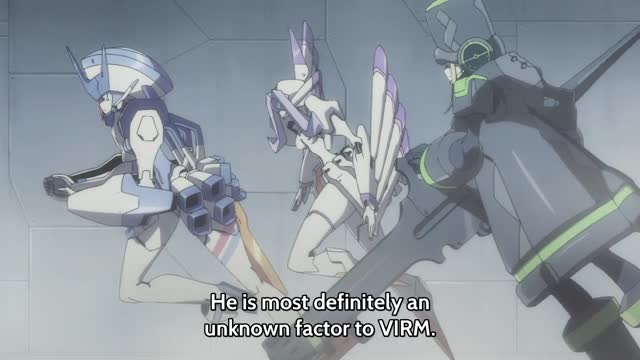 He is most definitely an
unknown factor to VIRM.